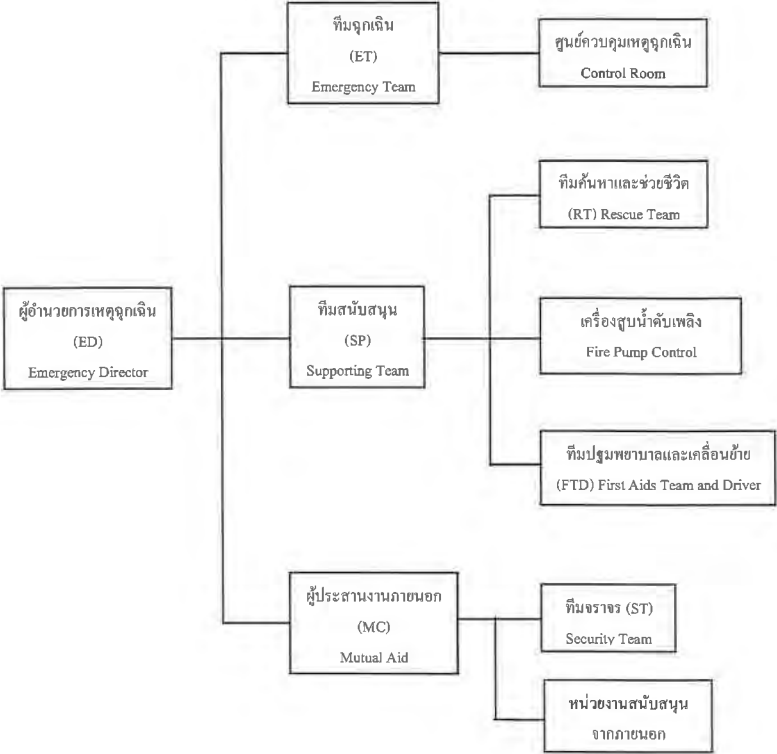 ทีมฉุกเฉิน
(ET)
Emergency Team
ศูนย์ควบคุมเหตุฉุกเฉิน
Control Room
ทีมค้นหาและช่วยชีวิต
(RT) Rescue Team
ผู้อำนวยการเหตุฉุกเฉิน
(ED)
Emergency Director
ทีมสนับสนุน
(SP)
Supporting Team
เครื่องสูบน้ำดับเพลิง
Fire Pump Control
ทีมปฐมพยาบาลและเคลื่อนย้าย
(FTD) First Aids Team and Driver
ผู้ประสานงานภายนอก
(MC)
Mutual Aid
ทีมจราจร (ST)
Security Team
หน่วยงานสนับสนุน
จากภายนอก